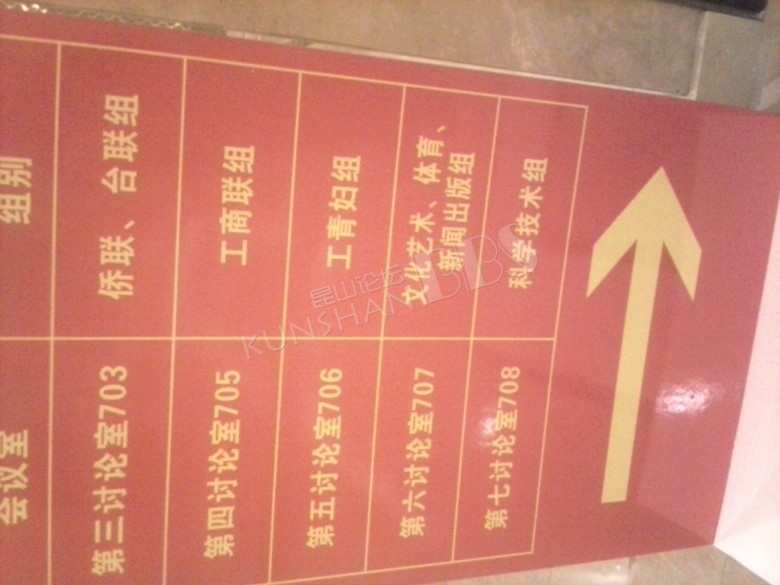 会议室 组别
第三讨论室703 侨联、台联组
第四讨论室705 工商联组
第五讨论室706 工青妇组
第六讨论室707 文化艺术、体育、
新闻出版组
第七讨论室708 科学技术组
昆山论坛
KUNSHAN BBS